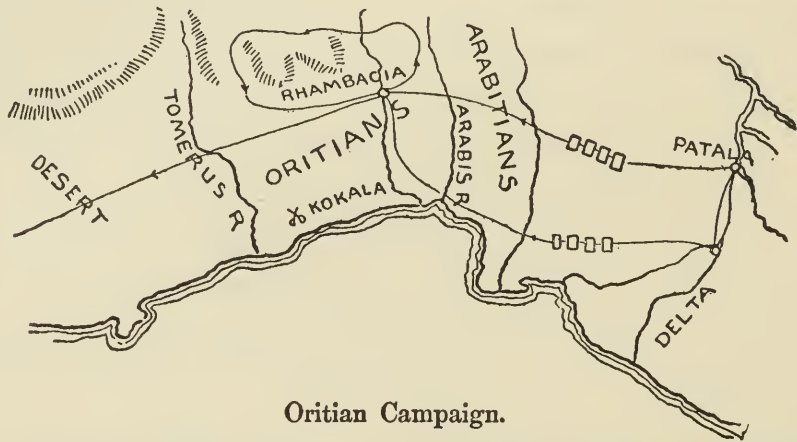 RHAMBACIA
TOMERUS R
ORITIANS
ARABIS R
ARABITIANS
PATALA
DESERT
KOKALA
DELTA
Oritian Campaign.